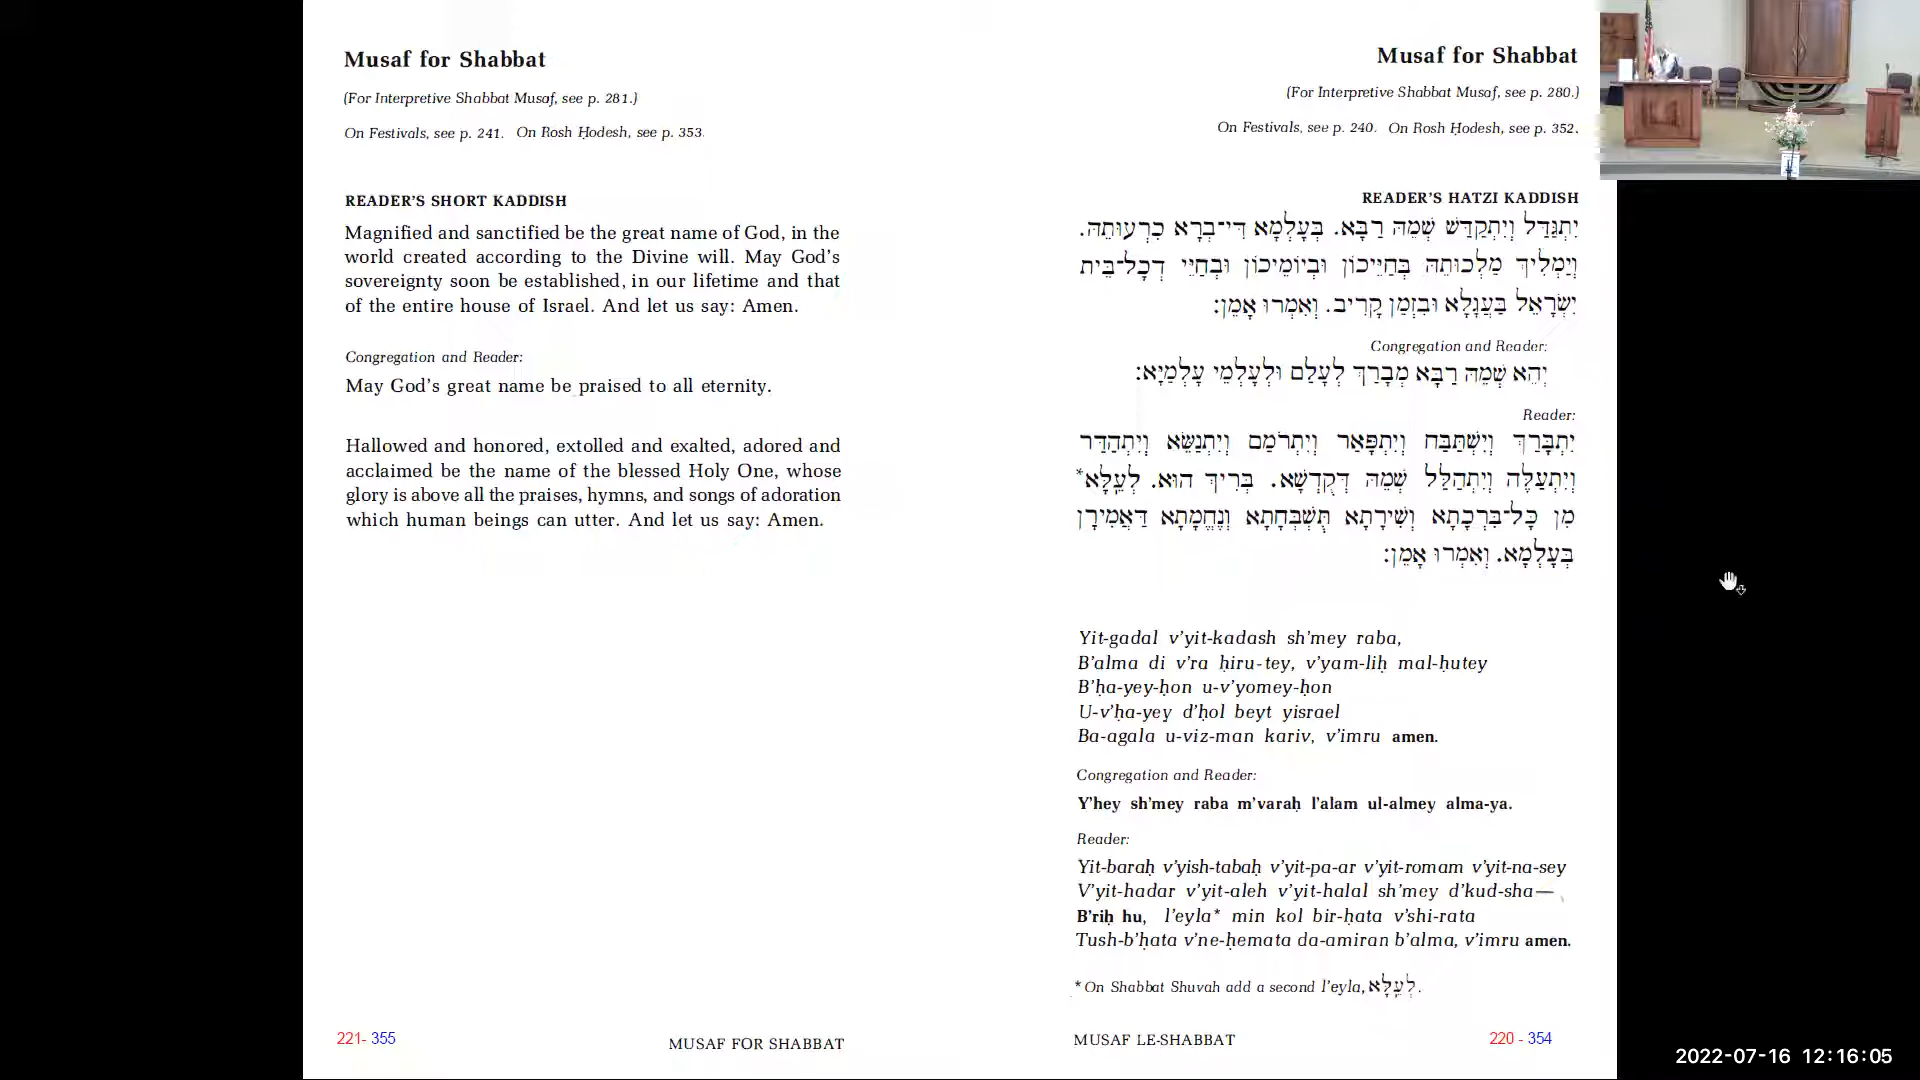 Musaf for Shabbat
(For Interpretive Shabbat Musaf, see p. 281.)
On Festivals, see p. 241. On Rosh Ḥodesh, see p. 353.
READER'S SHORT KADDISH
Magnified and sanctified be the great name of God, in the
world created according to the Divine will. May God's
sovereignty soon be established, in our lifetime and that
of the entire house of Israel. And let us say: Amen.
Congregation and Reader:
May God's great name be praised to all eternity.
Hallowed and honored, extolled and exalted, adored and
acclaimed be the name of the blessed Holy One, whose
glory is above all the praises, hymns, and songs of adoration
which human beings can utter. And let us say: Amen.
221- 355
MUSAF FOR SHABBAT
Musaf for Shabbat
(For Interpretive Shabbat Musaf, see p. 280.)
On Festivals, see p. 240. On Rosh Ḥodesh, see p. 352.
READER'S HATZI KADDISH
יִתְגַּדַּל וְיִתְקַדַּשׁ שְׁמֵהּ רַבָּא. בְּעָלְמָא דִּי־בְרָא כִרְעוּתֵהּ.
וְיַמְלִיךְ מַלְכוּתֵהּ בְּחַיֵּיכוֹן וּבְיוֹמֵיכוֹן וּבְחַיֵּי דְכָל־בֵּית
יִשְׂרָאֵל בַּעֲגָלָא וּבִזְמַן קָרִיב. וְאִמְרוּ אָמֵן:
Congregation and Reader:
יְהֵא שְׁמֵהּ רַבָּא מְבָרַךְ לְעָלַם וּלְעָלְמֵי עָלְמַיָּא:
Reader:
יִתְבָּרַךְ וְיִשְׁתַּבַּח וְיִתְפָּאַר וְיִתְרֹמַם וְיִתְנַשֵּׂא וְיִתְהַדַּר
וְיִתְעַלֶּה וְיִתְהַלַּל שְׁמֵהּ דְּקֻדְשָׁא. בְּרִיךְ הוּא. לְעֵלָּא*
מִן כָּל־בִּרְכָתָא וְשִׁירָתָא תֻּשְׁבְּחָתָא וְנֶחֱמָתָא דַּאֲמִירָן
בְּעָלְמָא. וְאִמְרוּ אָמֵן:
Yit-gadal v'yit-kadash sh'mey raba,
B'alma di v'ra ḥiru-tey, v'yam-liḥ mal-ḥutey
B'ḥa-yey-ḥon u-v'yomey-ḥon
U-v'ḥa-yey d'ḥol beyt yisrael
Ba-agala u-viz-man kariv, v'imru amen.
Congregation and Reader:
Y'hey sh'mey raba m'varaḥ l'alam ul-almey alma-ya.
Reader:
Yit-baraḥ v'yish-tabaḥ v'yit-pa-ar v'yit-romam v'yit-na-sey
V'yit-hadar v'yit-aleh v'yit-halal sh'mey d'kud-sha—
B'riḥ hu, l'eyla* min kol bir-ḥata v'shi-rata
Tush-b'ḥata v'ne-ḥemata da-amiran b'alma, v'imru amen.
*On Shabbat Shuvah add a second l'eyla, לְעֵלָּא.
MUSAF LE-SHABBAT
220 - 354
2022-07-16 12:16:05